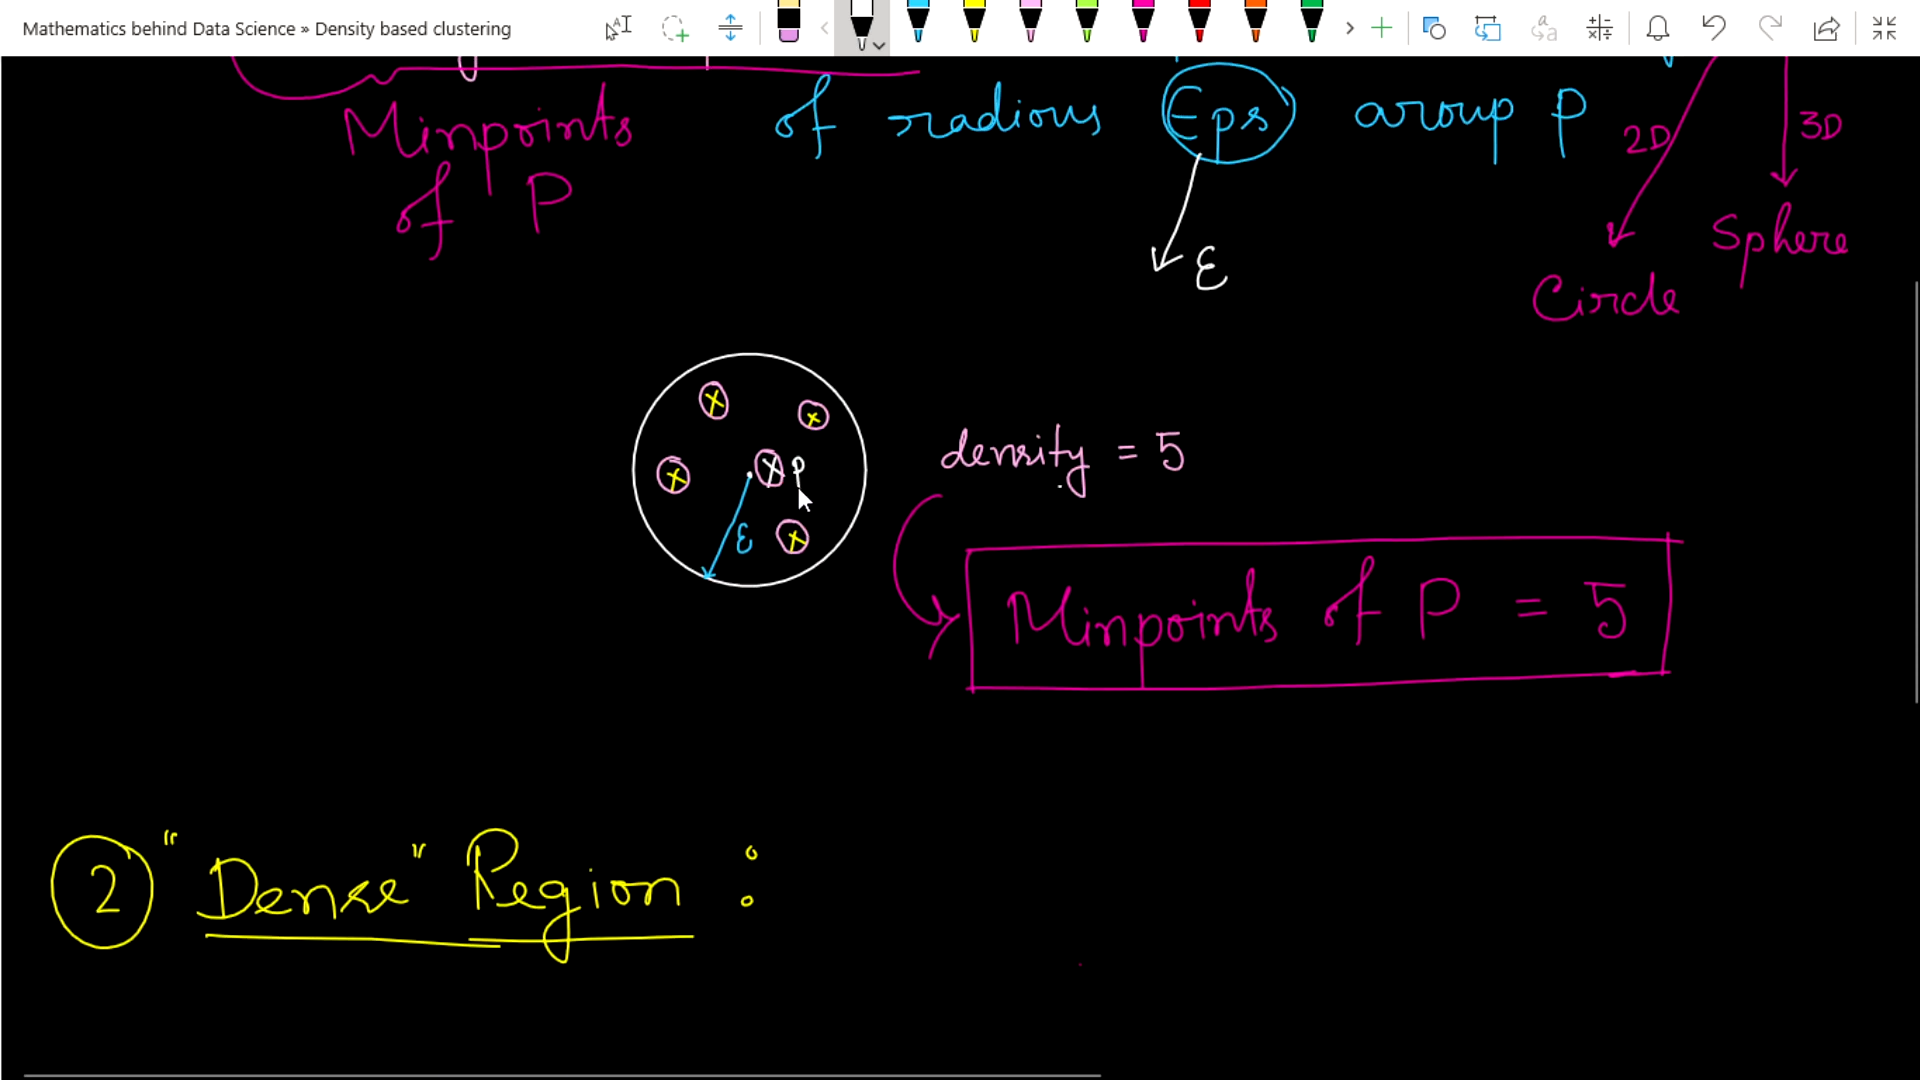 Mathematics behind Data Science » Density based clustering
Minpoints of P
of radious Eps aroup P
2D
3D
ε
Circle
Sphere
x
x
x
x P
x
ε
density = 5
Minpoints of P = 5
2 "Dense" Region :